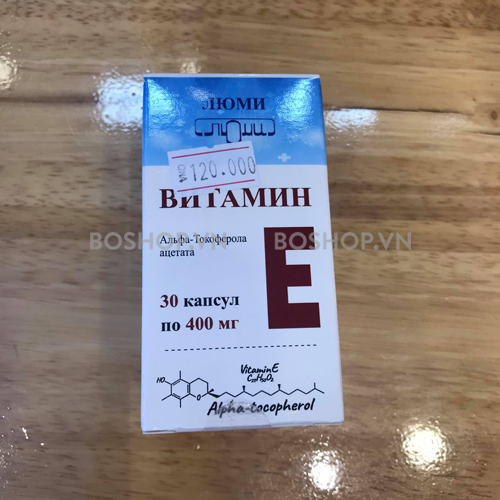 ЛЮМИ
ЛЮМИ
120.000
ВИТАМИН
Альфа-Токоферола
ацетата
E
30 капсул
по 400 мг
BOSHOP.VN BOSHOP.VN
VitaminE
HO
O
Alpha-tocopherol